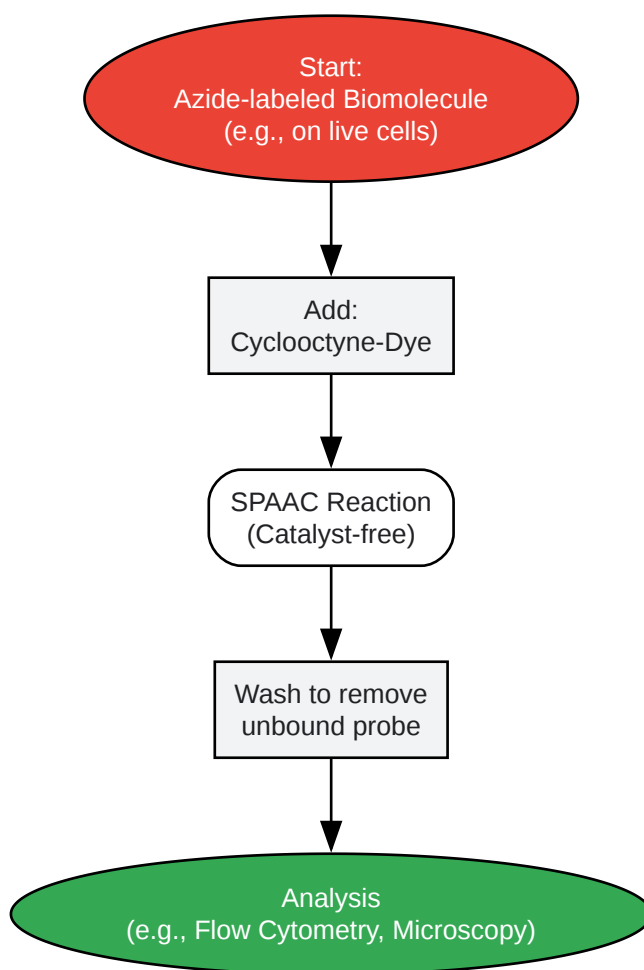 Start:
Azide-labeled Biomolecule
(e.g., on live cells)
Add:
Cyclooctyne-Dye
SPAAC Reaction
(Catalyst-free)
Wash to remove
unbound probe
Analysis
(e.g., Flow Cytometry, Microscopy)